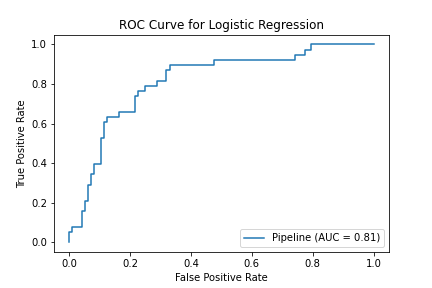 ROC Curve for Logistic Regression
1.0
0.8
0.6
0.4
0.2
0.0
True Positive Rate
Pipeline (AUC = 0.81)
0.0 0.2 0.4 0.6 0.8 1.0
False Positive Rate